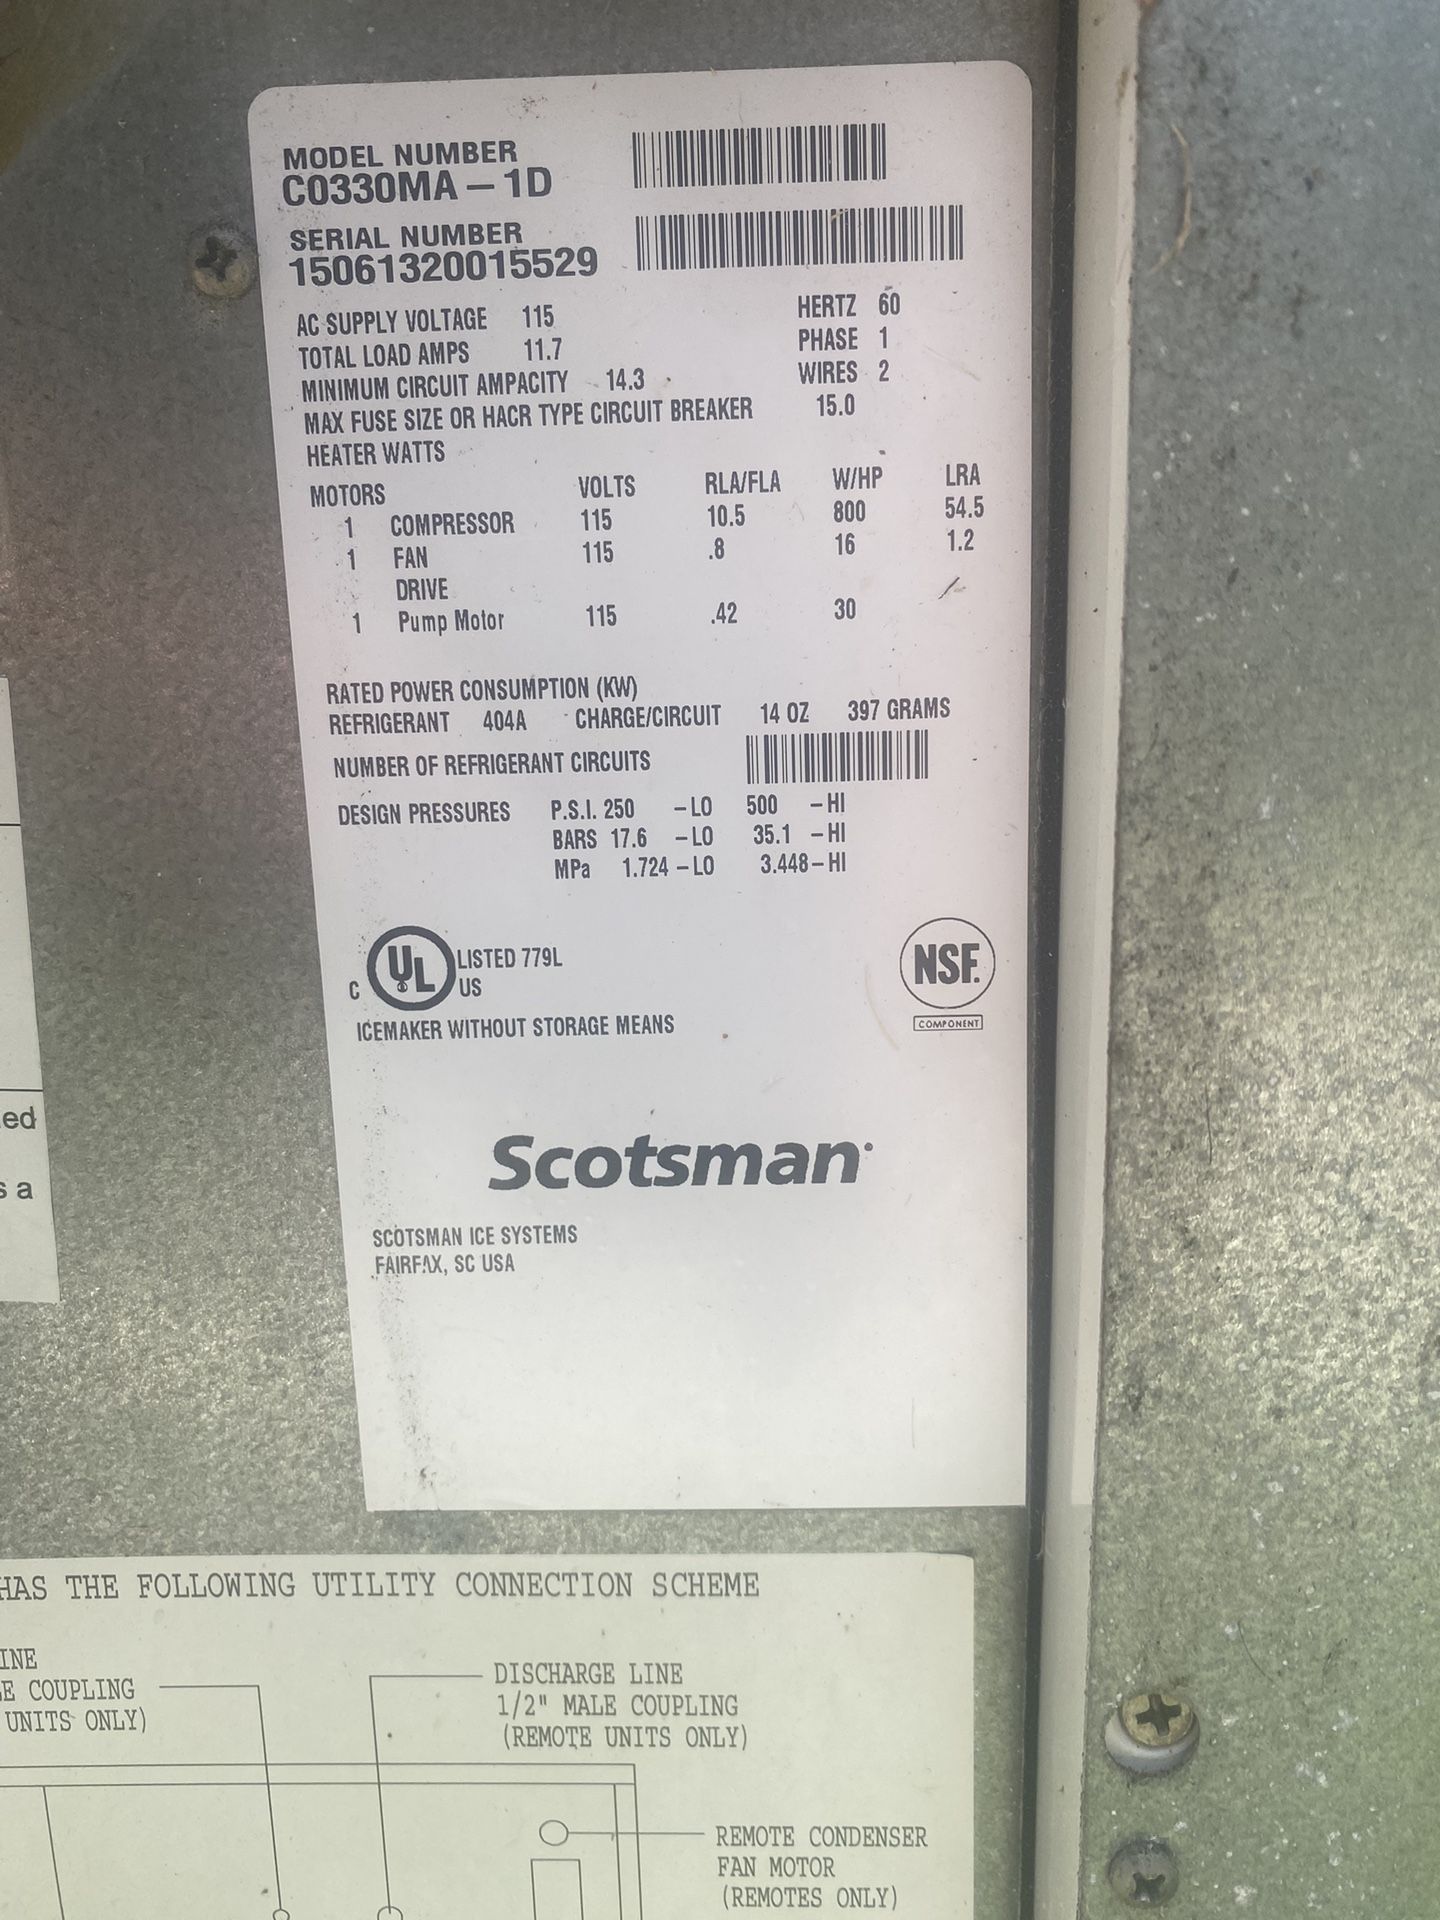 MODEL NUMBER
C0330MA – 1D
SERIAL NUMBER
15061320015529
AC SUPPLY VOLTAGE 115 HERTZ 60
TOTAL LOAD AMPS 11.7 PHASE 1
MINIMUM CIRCUIT AMPACITY 14.3 WIRES 2
MAX FUSE SIZE OR HACR TYPE CIRCUIT BREAKER 15.0
HEATER WATTS
MOTORS VOLTS RLA/FLA W/HP LRA
1 COMPRESSOR 115 10.5 800 54.5
1 FAN 115 .8 16 1.2
DRIVE
1 Pump Motor 115 .42 30
RATED POWER CONSUMPTION (KW)
REFRIGERANT 404A CHARGE/CIRCUIT 14 OZ 397 GRAMS
NUMBER OF REFRIGERANT CIRCUITS
DESIGN PRESSURES P.S.I. 250 – LO 500 – HI
BARS 17.6 – LO 35.1 – HI
MPa 1.724 – LO 3.448 – HI
C UL LISTED 779L
US
NSF.
COMPONENT
ICEMAKER WITHOUT STORAGE MEANS
Scotsman
SCOTSMAN ICE SYSTEMS
FAIRFAX, SC USA
ed
s a
HAS THE FOLLOWING UTILITY CONNECTION SCHEME
INE
E COUPLING
UNITS ONLY)
DISCHARGE LINE
1/2" MALE COUPLING
(REMOTE UNITS ONLY)
REMOTE CONDENSER
FAN MOTOR
(REMOTES ONLY)